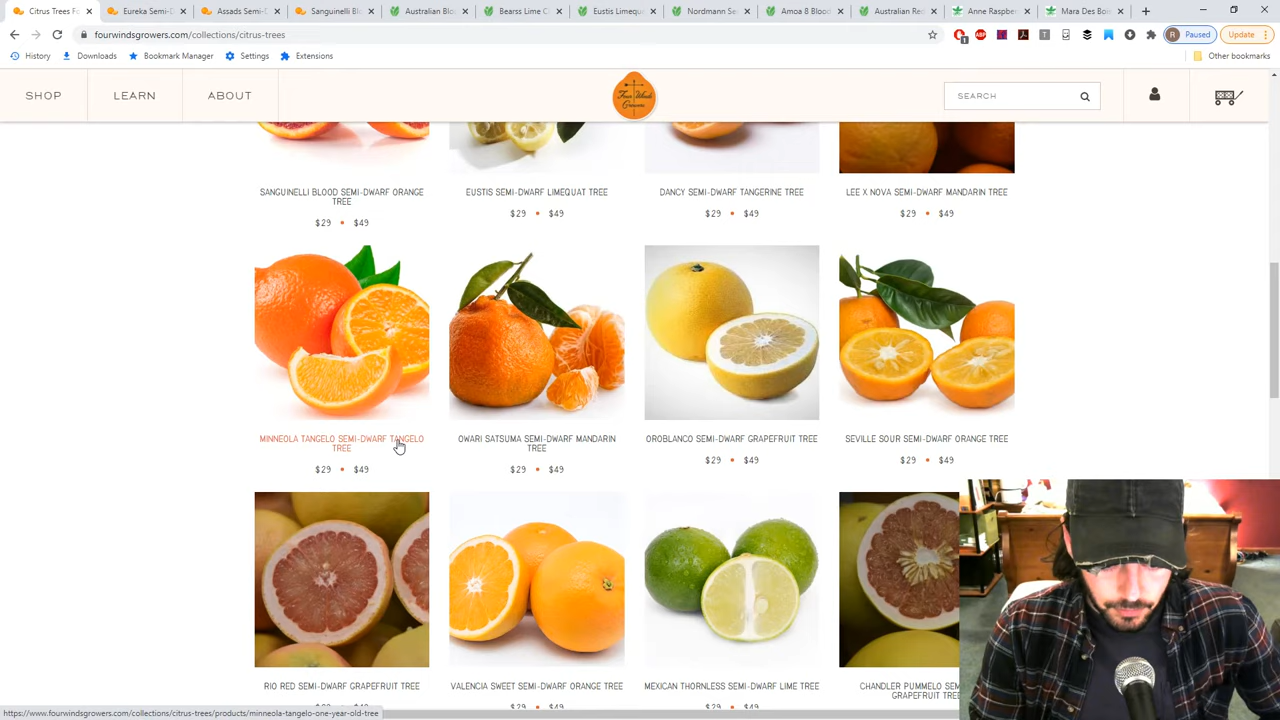 Citrus Trees Fo
Eureka Semi-D
Assads Semi-D
Sanguinelli Blo
Australian Blo
Bearss Lime C
Eustis Limequ
Nordmann Se
Amoa 8 Blood
Australian Red
Anne Raspber
Mara Des Boi
fourwindsgrowers.com/collections/citrus-trees
1
ABP
T
R
Paused
Update
History
Downloads
Bookmark Manager
Settings
Extensions
Other bookmarks
SHOP
LEARN
ABOUT
Four Winds
Growers
SEARCH
SANGUINELLI BLOOD SEMI-DWARF ORANGE
TREE
$29 • $49
EUSTIS SEMI-DWARF LIMEQUAT TREE
$29 • $49
DANCY SEMI-DWARF TANGERINE TREE
$29 • $49
LEE X NOVA SEMI-DWARF MANDARIN TREE
$29 • $49
MINNEOLA TANGELO SEMI-DWARF TANGELO
TREE
$29 • $49
OWARI SATSUMA SEMI-DWARF MANDARIN
TREE
$29 • $49
OROBLANCO SEMI-DWARF GRAPEFRUIT TREE
$29 • $49
SEVILLE SOUR SEMI-DWARF ORANGE TREE
$29 • $49
RIO RED SEMI-DWARF GRAPEFRUIT TREE
VALENCIA SWEET SEMI-DWARF ORANGE TREE
MEXICAN THORNLESS SEMI-DWARF LIME TREE
CHANDLER PUMMELO SEM
GRAPEFRUIT TREE
https://www.fourwindsgrowers.com/collections/citrus-trees/products/minneola-tangelo-one-year-old-tree